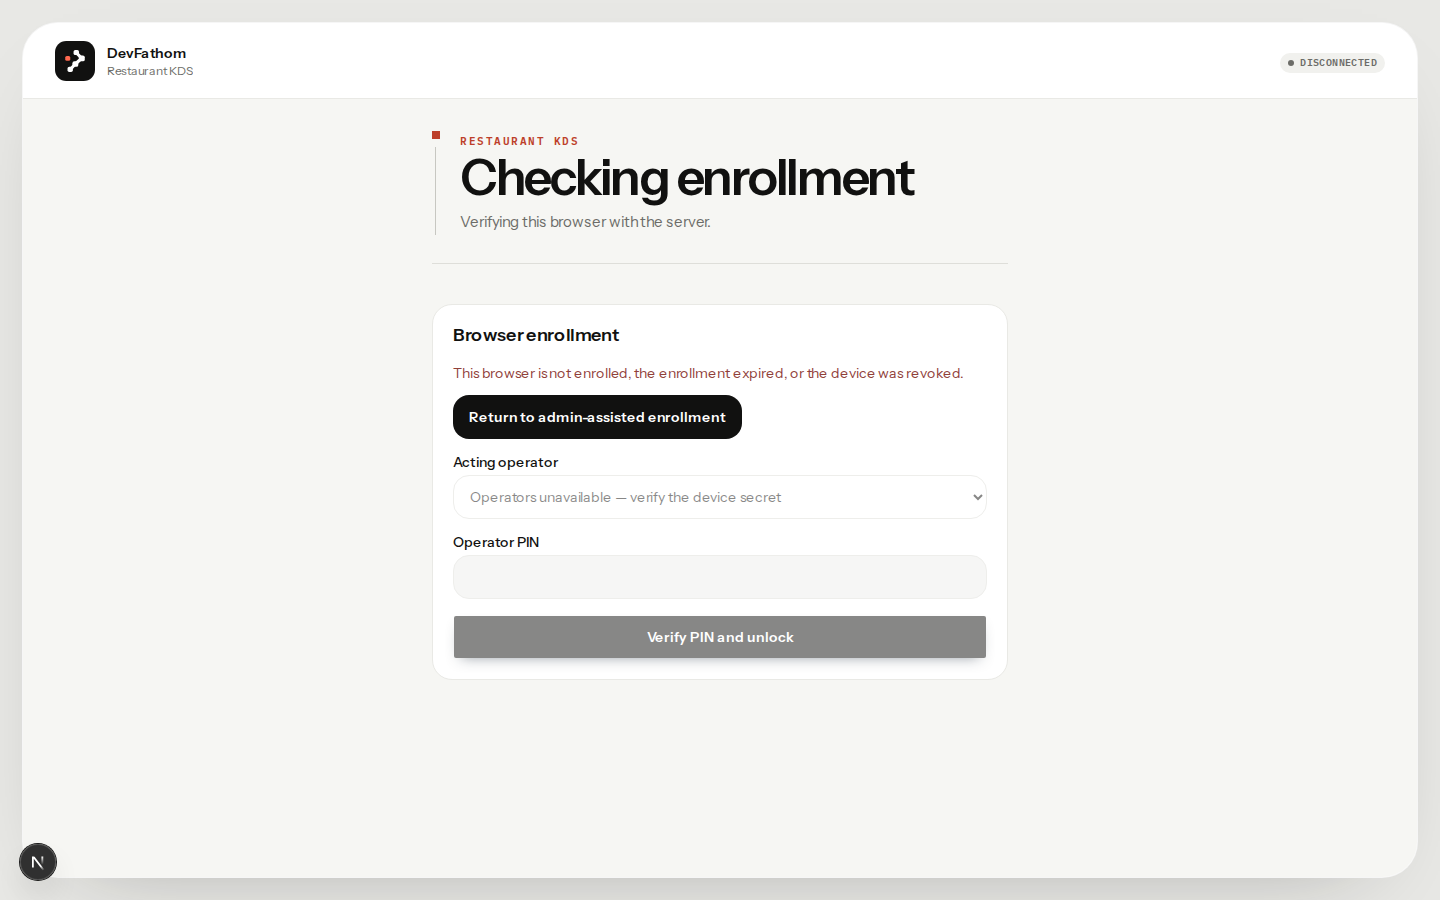 DevFathom
Restaurant KDS
DISCONNECTED
RESTAURANT KDS
Checking enrollment
Verifying this browser with the server.
Browser enrollment
This browser is not enrolled, the enrollment expired, or the device was revoked.
Return to admin-assisted enrollment
Acting operator
Operators unavailable — verify the device secret
Operator PIN
Verify PIN and unlock
N